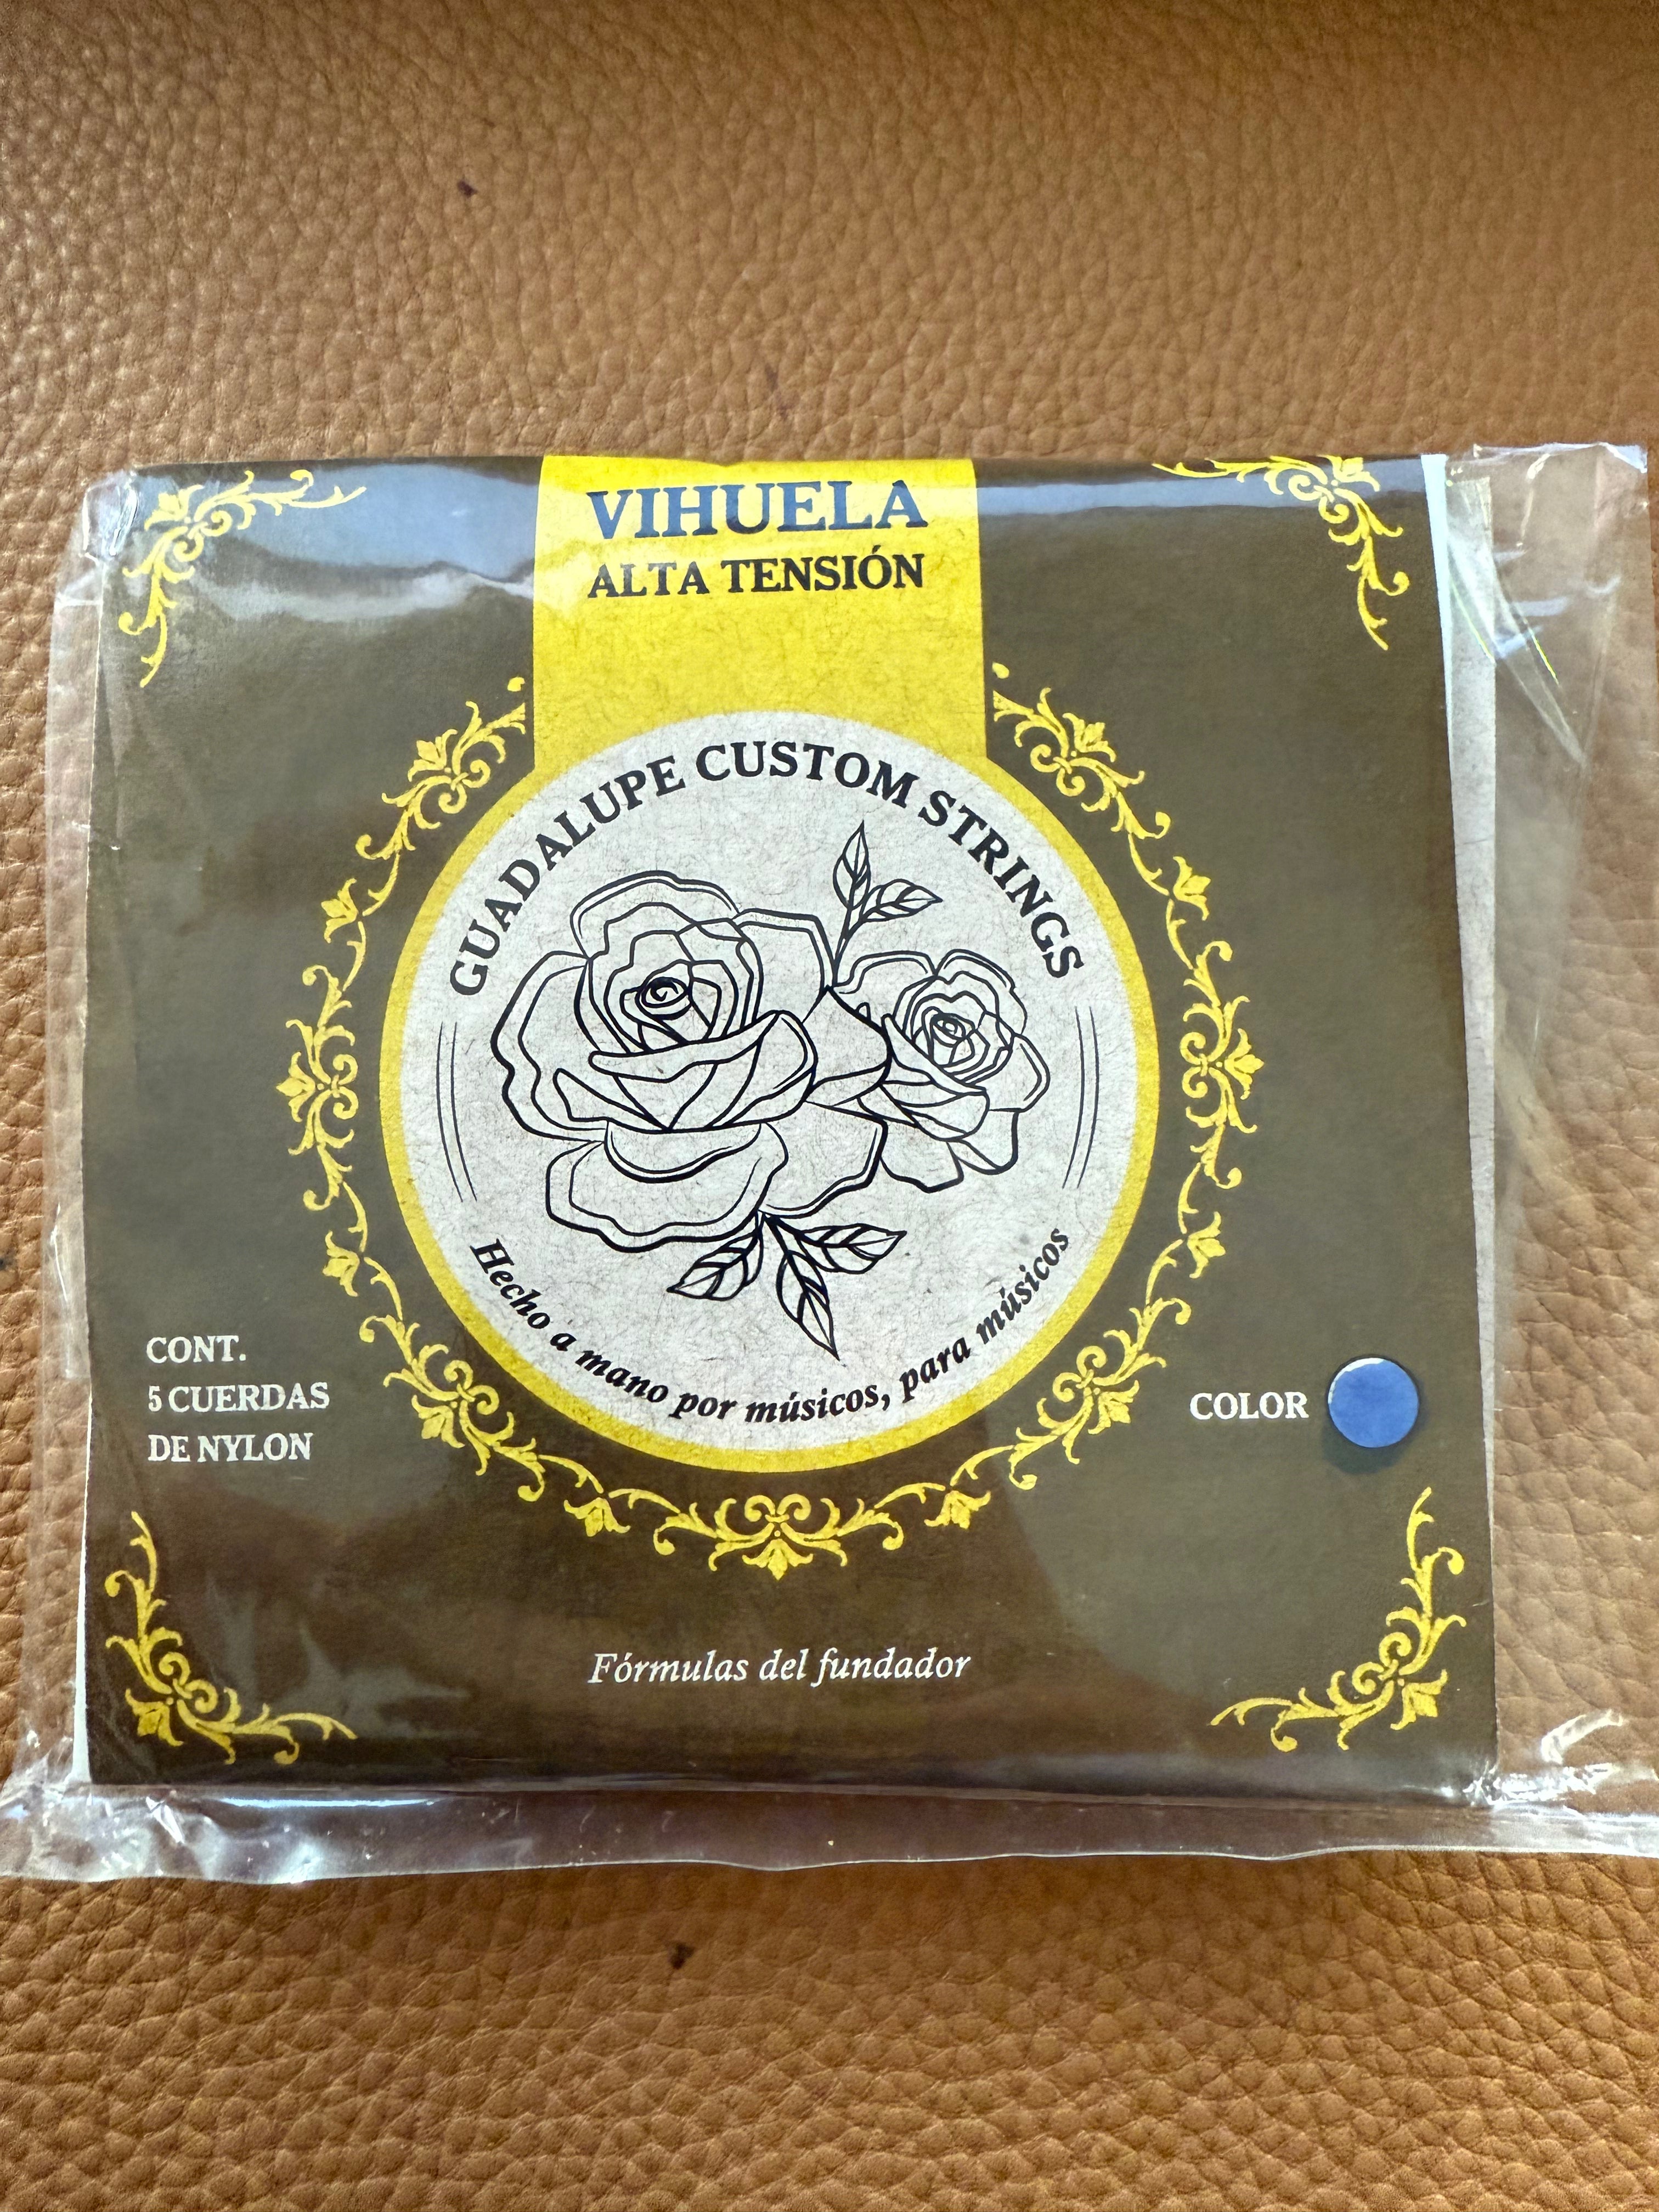 VIHUELA
ALTA TENSIÓN
GUADALUPE CUSTOM STRINGS
Hecho a mano por músicos, para músicos
CONT.
5 CUERDAS
DE NYLON
COLOR
Fórmulas del fundador